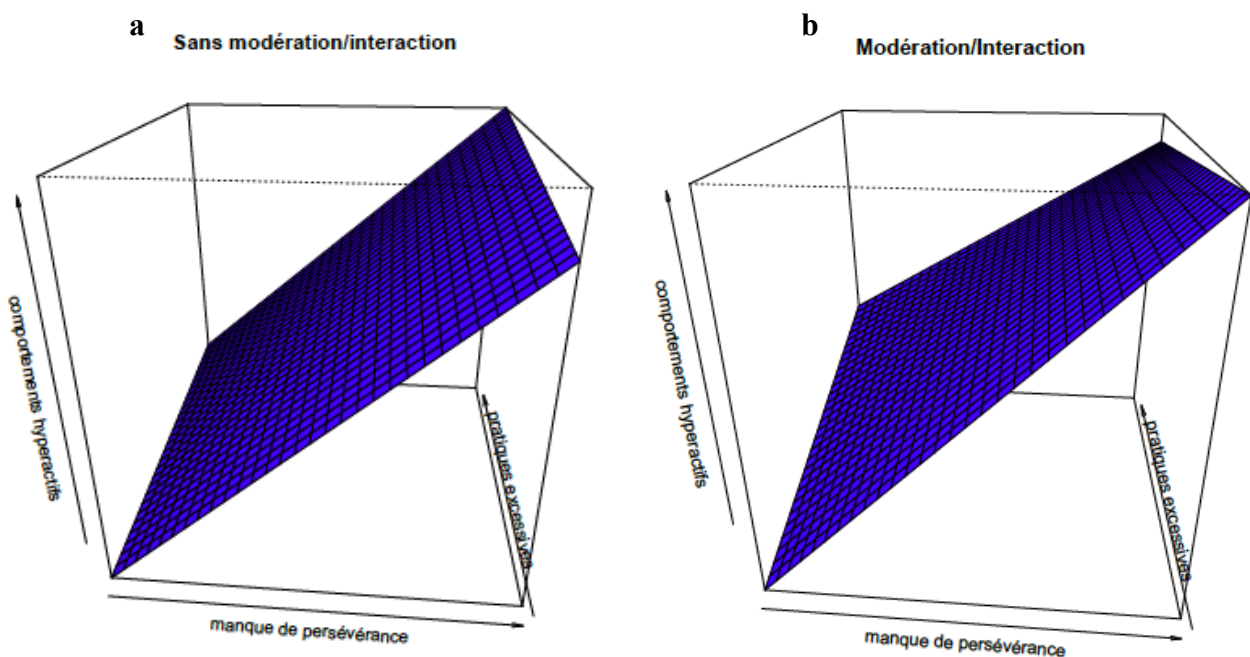 a
Sans modération/interaction
comportements hyperactifs
pratiques excessives
manque de persévérance
b
Modération/Interaction
comportements hyperactifs
pratiques excessives
manque de persévérance